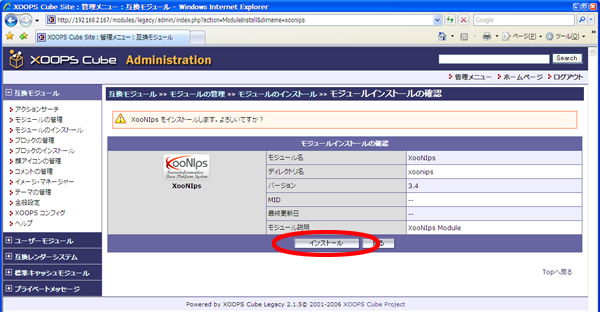 XOOPS Cube Site : 管理メニュー : 互換モジュール - Windows Internet Explorer
http://192.168.2.167/modules/legacy/admin/index.php?action=ModuleInstall&dirname=xoonips
XOOPS Cube Site : 管理メニュー : 互換モジュール
ページ(P) ツール(O)
XOOPS Cube Administration
Search
管理メニュー ホームページ ログアウト
互換モジュール
アクションサーチ
モジュールの管理
モジュールのインストール
ブロックの管理
ブロックのインストール
顔アイコンの管理
コメントの管理
イメージ・マネージャー
テーマの管理
全般設定
XOOPS コンフィグ
ヘルプ
ユーザーモジュール
互換レンダーシステム
標準キャッシュモジュール
プライベートメッセージ
互換モジュール »» モジュールの管理 »» モジュールのインストール »» モジュールインストールの確認
XooNIps をインストールします、よろしいですか？
モジュールインストールの確認
XooNIps
Neuroinformatics
Base Platform System
XooNIps
モジュール名 XooNIps
ディレクトリ名 xoonips
バージョン 3.4
MID --
最終更新日 --
モジュール説明 XooNIps Module
インストール
る
Topへ戻る
Powered by XOOPS Cube Legacy 2.1.5© 2001-2006 XOOPS Cube Project